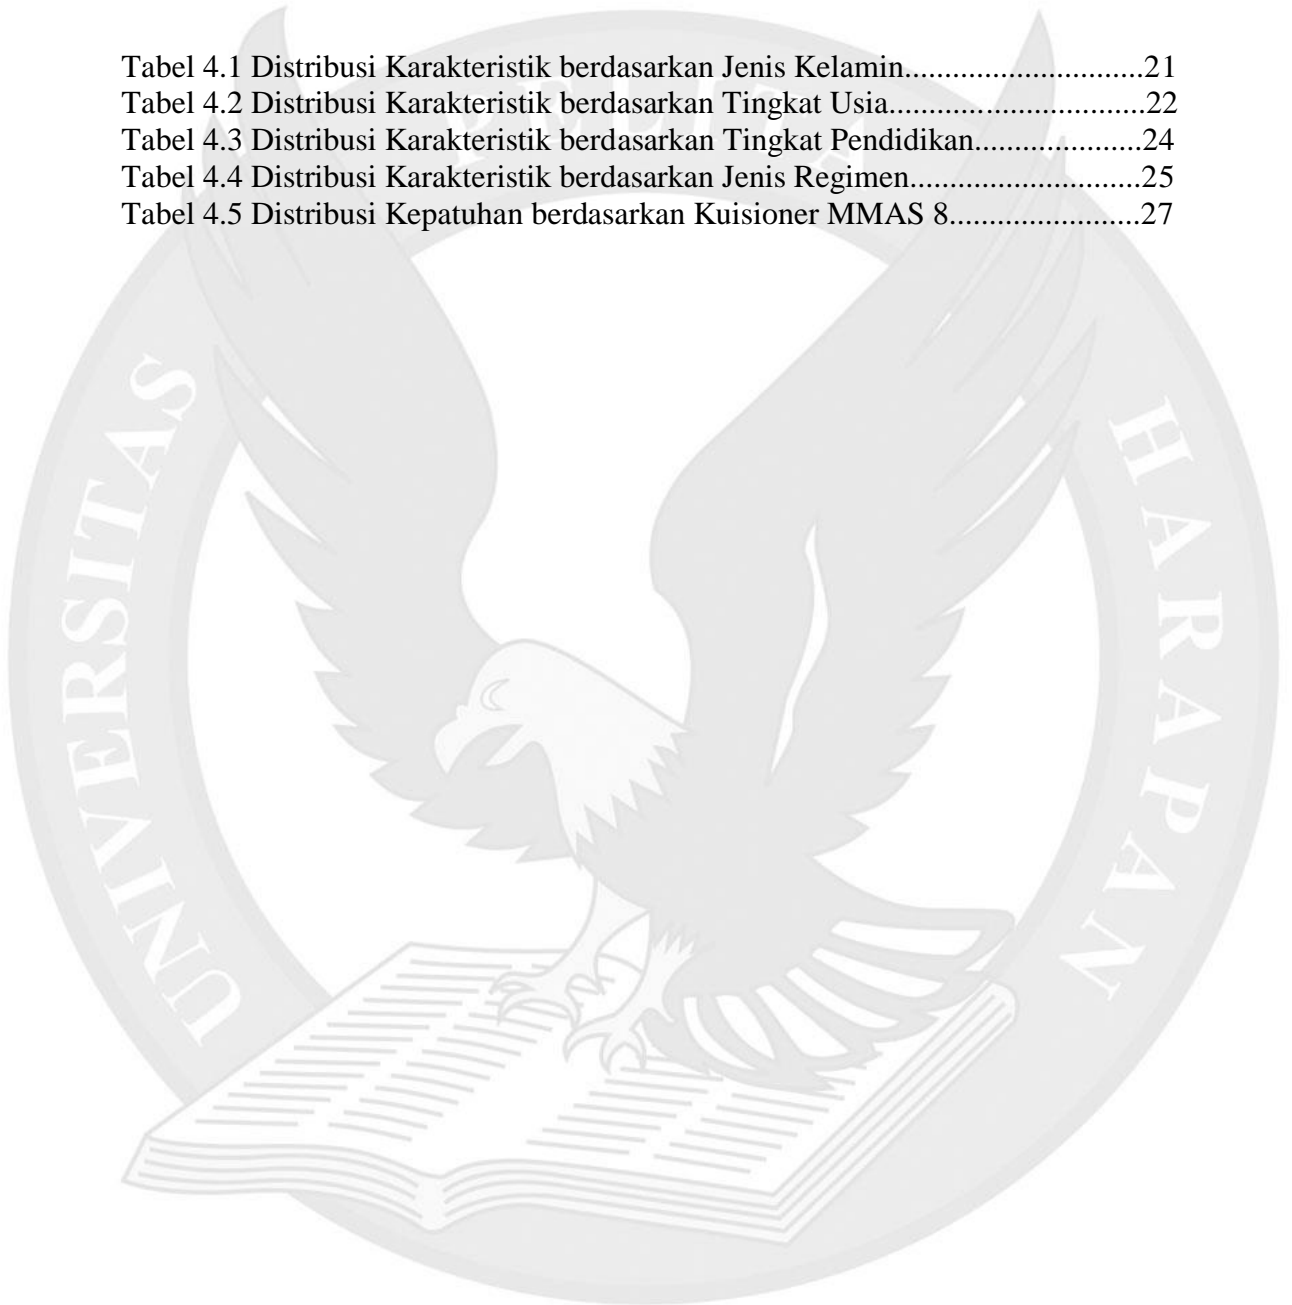 Tabel 4.1 Distribusi Karakteristik berdasarkan Jenis Kelamin..............................21
Tabel 4.2 Distribusi Karakteristik berdasarkan Tingkat Usia................................22
Tabel 4.3 Distribusi Karakteristik berdasarkan Tingkat Pendidikan.....................24
Tabel 4.4 Distribusi Karakteristik berdasarkan Jenis Regimen.............................25
Tabel 4.5 Distribusi Kepatuhan berdasarkan Kuisioner MMAS 8........................27
UNIVERSITAS
PELITA
HARAPAN